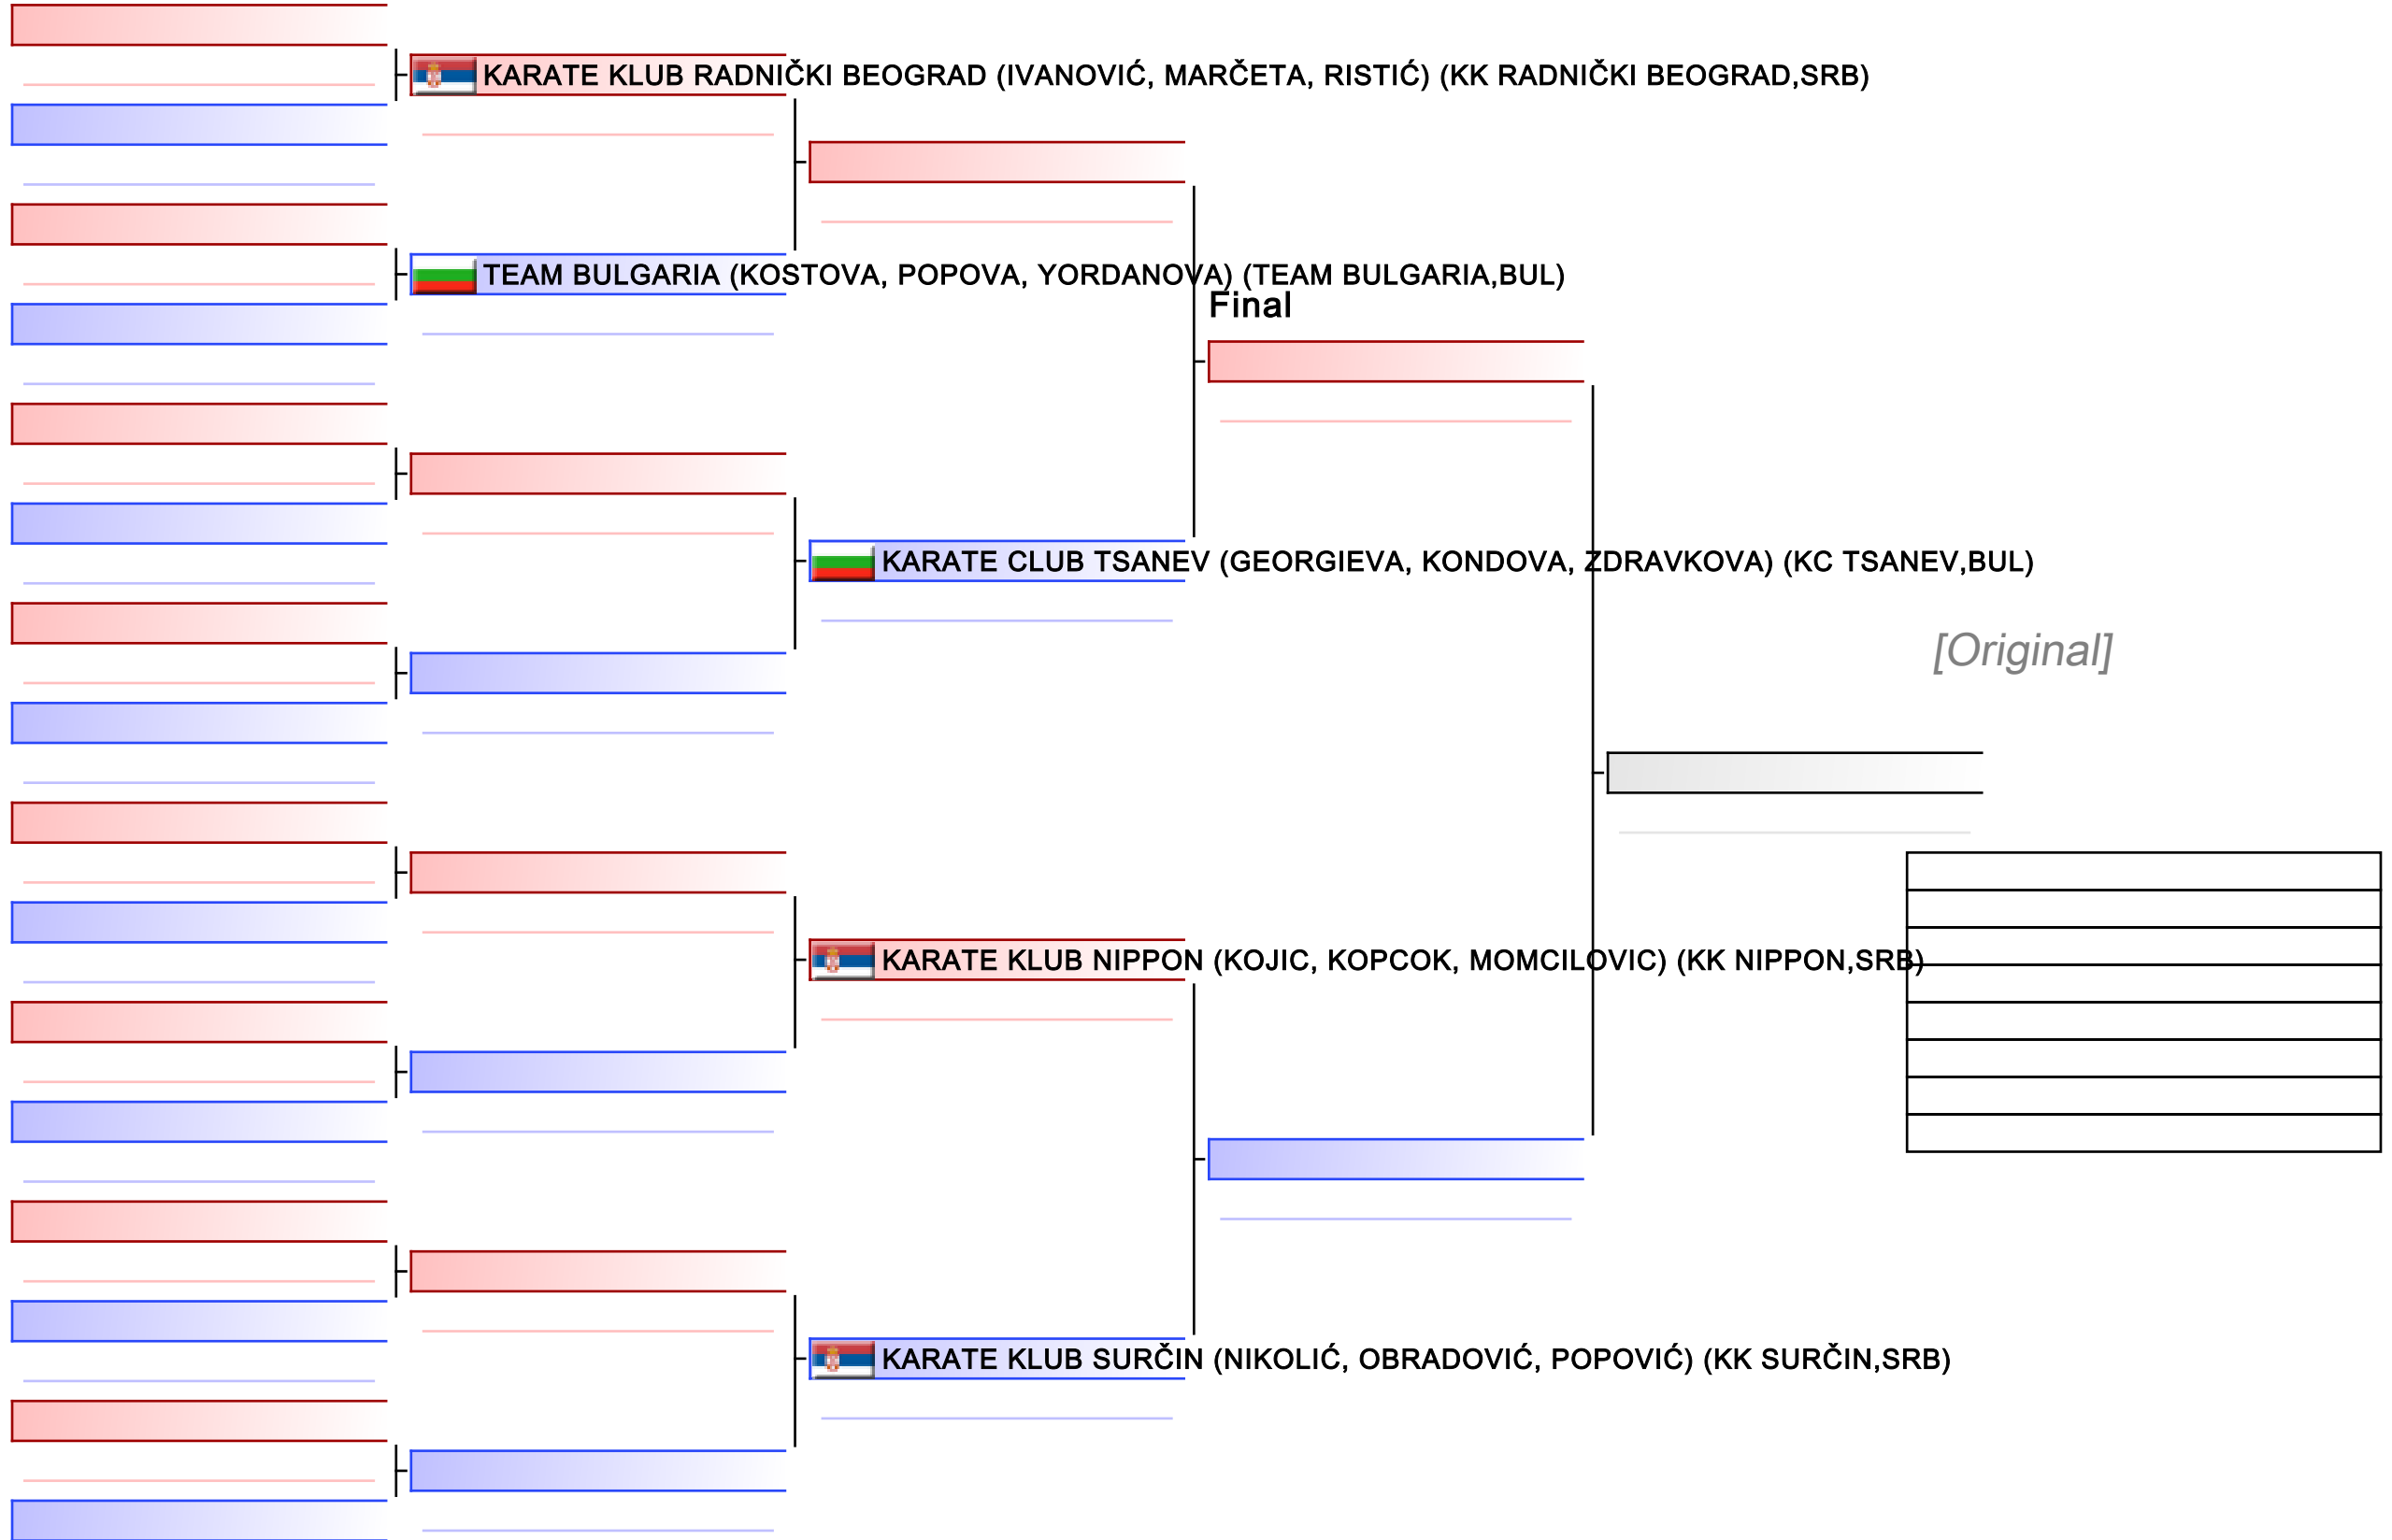 KARATE KLUB RADNIČKI BEOGRAD (IVANOVIĆ, MARČETA, RISTIĆ) (KK RADNIČKI BEOGRAD,SRB)
TEAM BULGARIA (KOSTOVA, POPOVA, YORDANOVA) (TEAM BULGARIA,BUL)
Final
KARATE CLUB TSANEV (GEORGIEVA, KONDOVA, ZDRAVKOVA) (KC TSANEV,BUL)
[Original]
KARATE KLUB NIPPON (KOJIC, KOPCOK, MOMCILOVIC) (KK NIPPON,SRB)
KARATE KLUB SURČIN (NIKOLIĆ, OBRADOVIĆ, POPOVIĆ) (KK SURČIN,SRB)